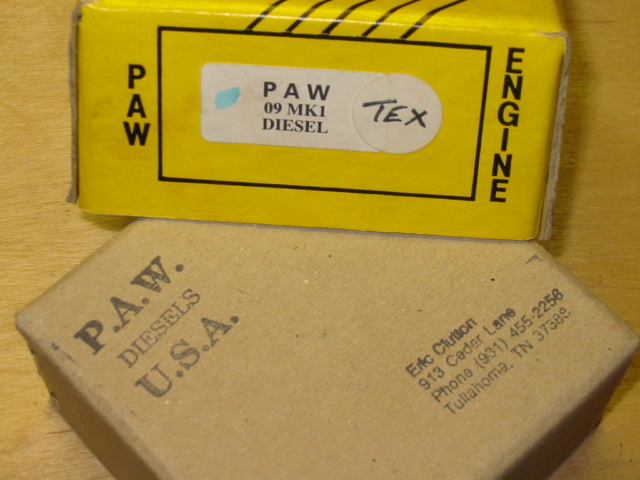 PAW
PAW
09 MK1
DIESEL
TEX
ENGINE
P.A.W.
DIESELS
U.S.A.
Eric Clutton
913 Cedar Lane
Phone (931) 455-2256
Tullahoma, TN 37388